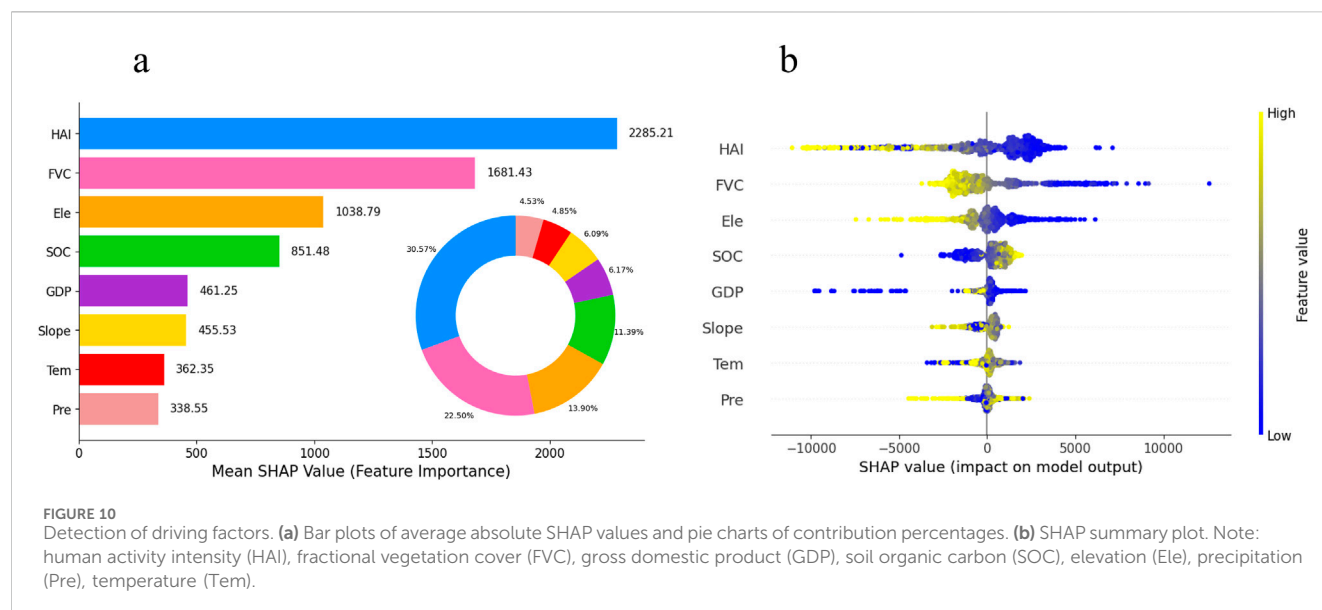 a
HAI
2285.21
FVC
1681.43
Ele
1038.79
SOC
851.48
GDP
461.25
Slope
455.53
Tem
362.35
Pre
338.55
0
500
1000
1500
2000
Mean SHAP Value (Feature Importance)
4.53%
4.85%
6.09%
6.17%
11.39%
13.90%
22.50%
30.57%
b
HAI
FVC
Ele
SOC
GDP
Slope
Tem
Pre
−10000
−5000
0
5000
10000
SHAP value (impact on model output)
High
Feature value
Low
FIGURE 10
Detection of driving factors. (a) Bar plots of average absolute SHAP values and pie charts of contribution percentages. (b) SHAP summary plot. Note:
human activity intensity (HAI), fractional vegetation cover (FVC), gross domestic product (GDP), soil organic carbon (SOC), elevation (Ele), precipitation
(Pre), temperature (Tem).